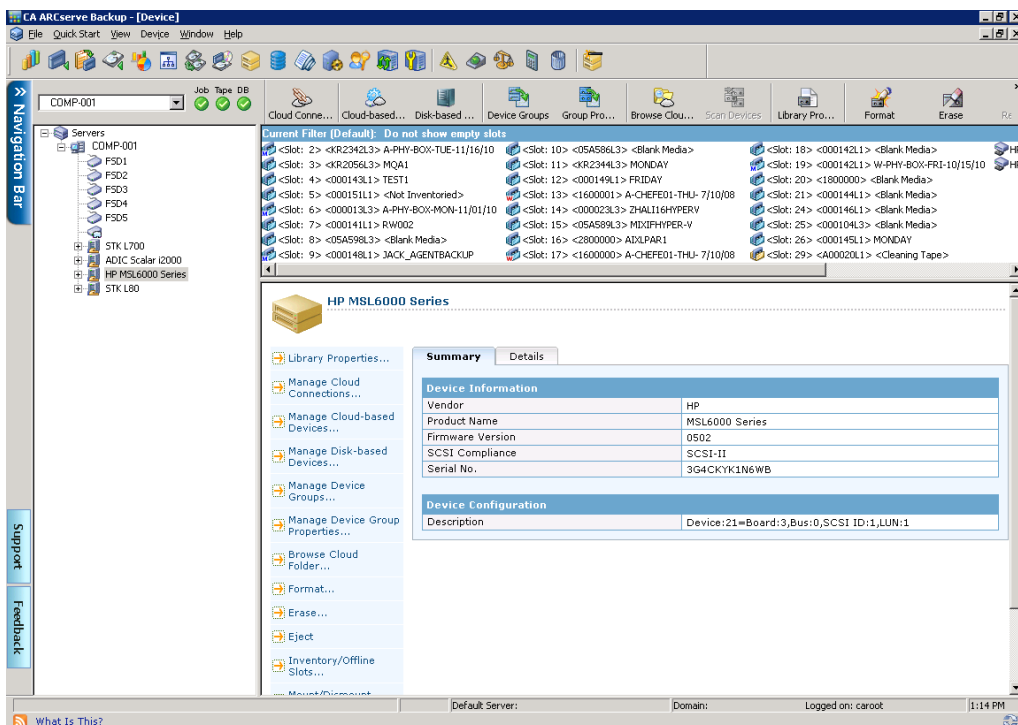 CA ARCserve Backup - [Device]
File Quick Start View Device Window Help
Navigation Bar
Support
Feedback
COMP-001
Job Tape DB
Cloud Conne... Cloud-based... Disk-based ... Device Groups Group Pro... Browse Clou... Scan Devices Library Pro... Format Erase Re
Servers
COMP-001
FSD1
FSD2
FSD3
FSD4
FSD5
STK L700
ADIC Scalar i2000
HP MSL6000 Series
STK L80
Current Filter (Default): Do not show empty slots
<Slot: 2> <KR2342L3> A-PHY-BOX-TUE-11/16/10
<Slot: 3> <KR2056L3> MQA1
<Slot: 4> <000143L1> TEST1
<Slot: 5> <000151L1> <Not Inventoried>
<Slot: 6> <000013L3> A-PHY-BOX-MON-11/01/10
<Slot: 7> <000141L1> RW002
<Slot: 8> <05A598L3> <Blank Media>
<Slot: 9> <000148L1> JACK_AGENTBACKUP
<Slot: 10> <05A586L3> <Blank Media>
<Slot: 11> <KR2344L3> MONDAY
<Slot: 12> <000149L1> FRIDAY
<Slot: 13> <1600001> A-CHEFE01-THU- 7/10/08
<Slot: 14> <000023L3> ZHALI16HYPERV
<Slot: 15> <05A589L3> MIXIFHYPER-V
<Slot: 16> <2800000> AIXLPAR1
<Slot: 17> <1600000> A-CHEFE01-THU- 7/10/08
<Slot: 18> <000142L1> <Blank Media>
<Slot: 19> <000142L1> W-PHY-BOX-FRI-10/15/10
<Slot: 20> <1800000> <Blank Media>
<Slot: 21> <000144L1> <Blank Media>
<Slot: 24> <000146L1> <Blank Media>
<Slot: 25> <000104L3> <Blank Media>
<Slot: 26> <000145L1> MONDAY
<Slot: 29> <A00020L1> <Cleaning Tape>
HP MSL6000 Series
Library Properties...
Manage Cloud
Connections...
Manage Cloud-based
Devices...
Manage Disk-based
Devices...
Manage Device
Groups...
Manage Device Group
Properties...
Browse Cloud
Folder...
Format...
Erase...
Eject
Inventory/Offline
Slots...
Mount/Dismount
Summary Details
Device Information
Vendor HP
Product Name MSL6000 Series
Firmware Version 0502
SCSI Compliance SCSI-II
Serial No. 3G4CKYK1N6WB
Device Configuration
Description Device:21=Board:3,Bus:0,SCSI ID:1,LUN:1
Default Server: Domain: Logged on: caroot 1:14 PM
What Is This?